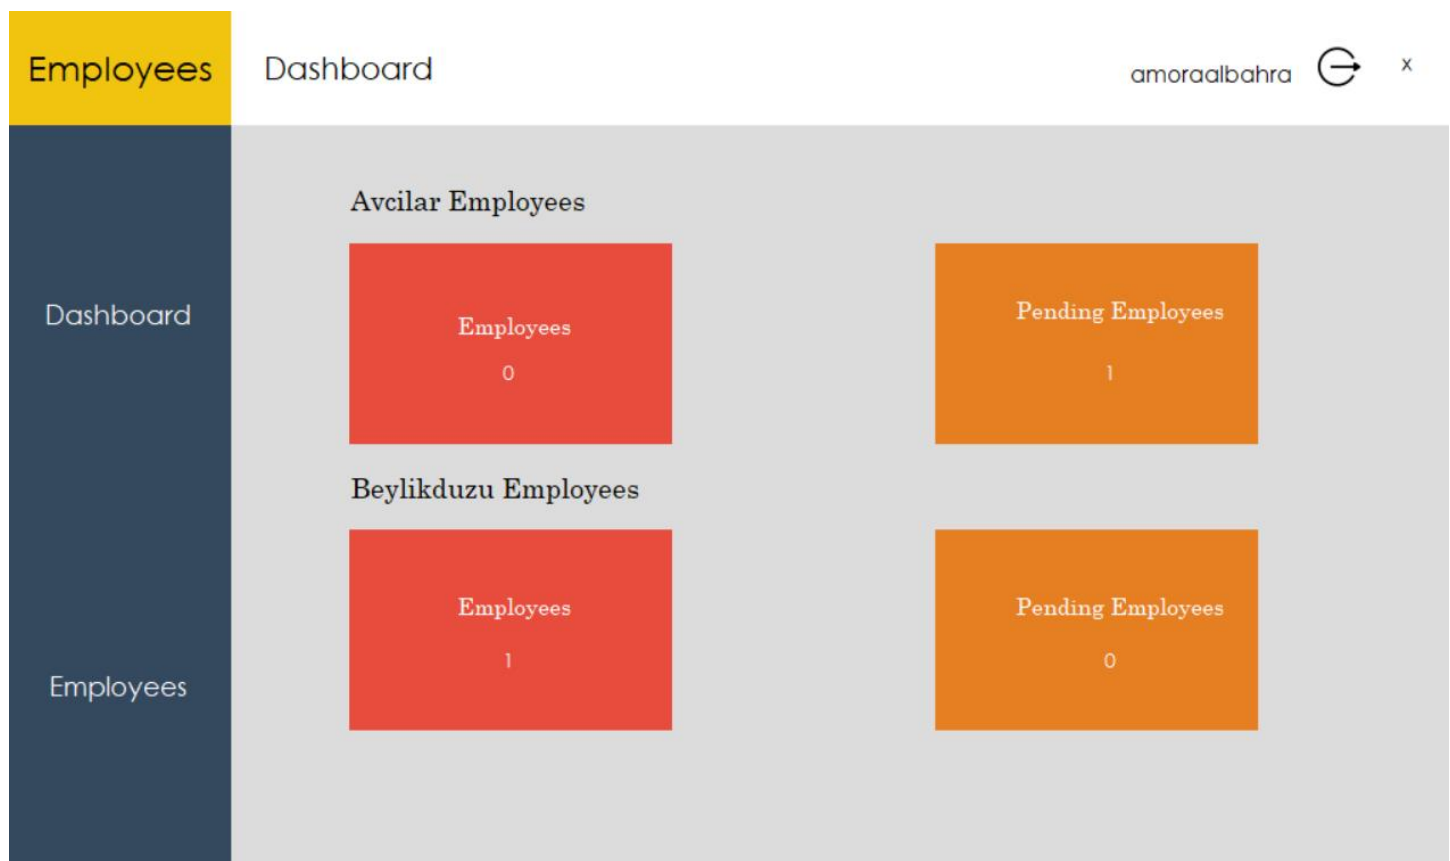 Employees
Dashboard
amoraalbahra
x
Dashboard
Employees
Avcilar Employees
Employees
0
Pending Employees
1
Beylikduzu Employees
Employees
1
Pending Employees
0